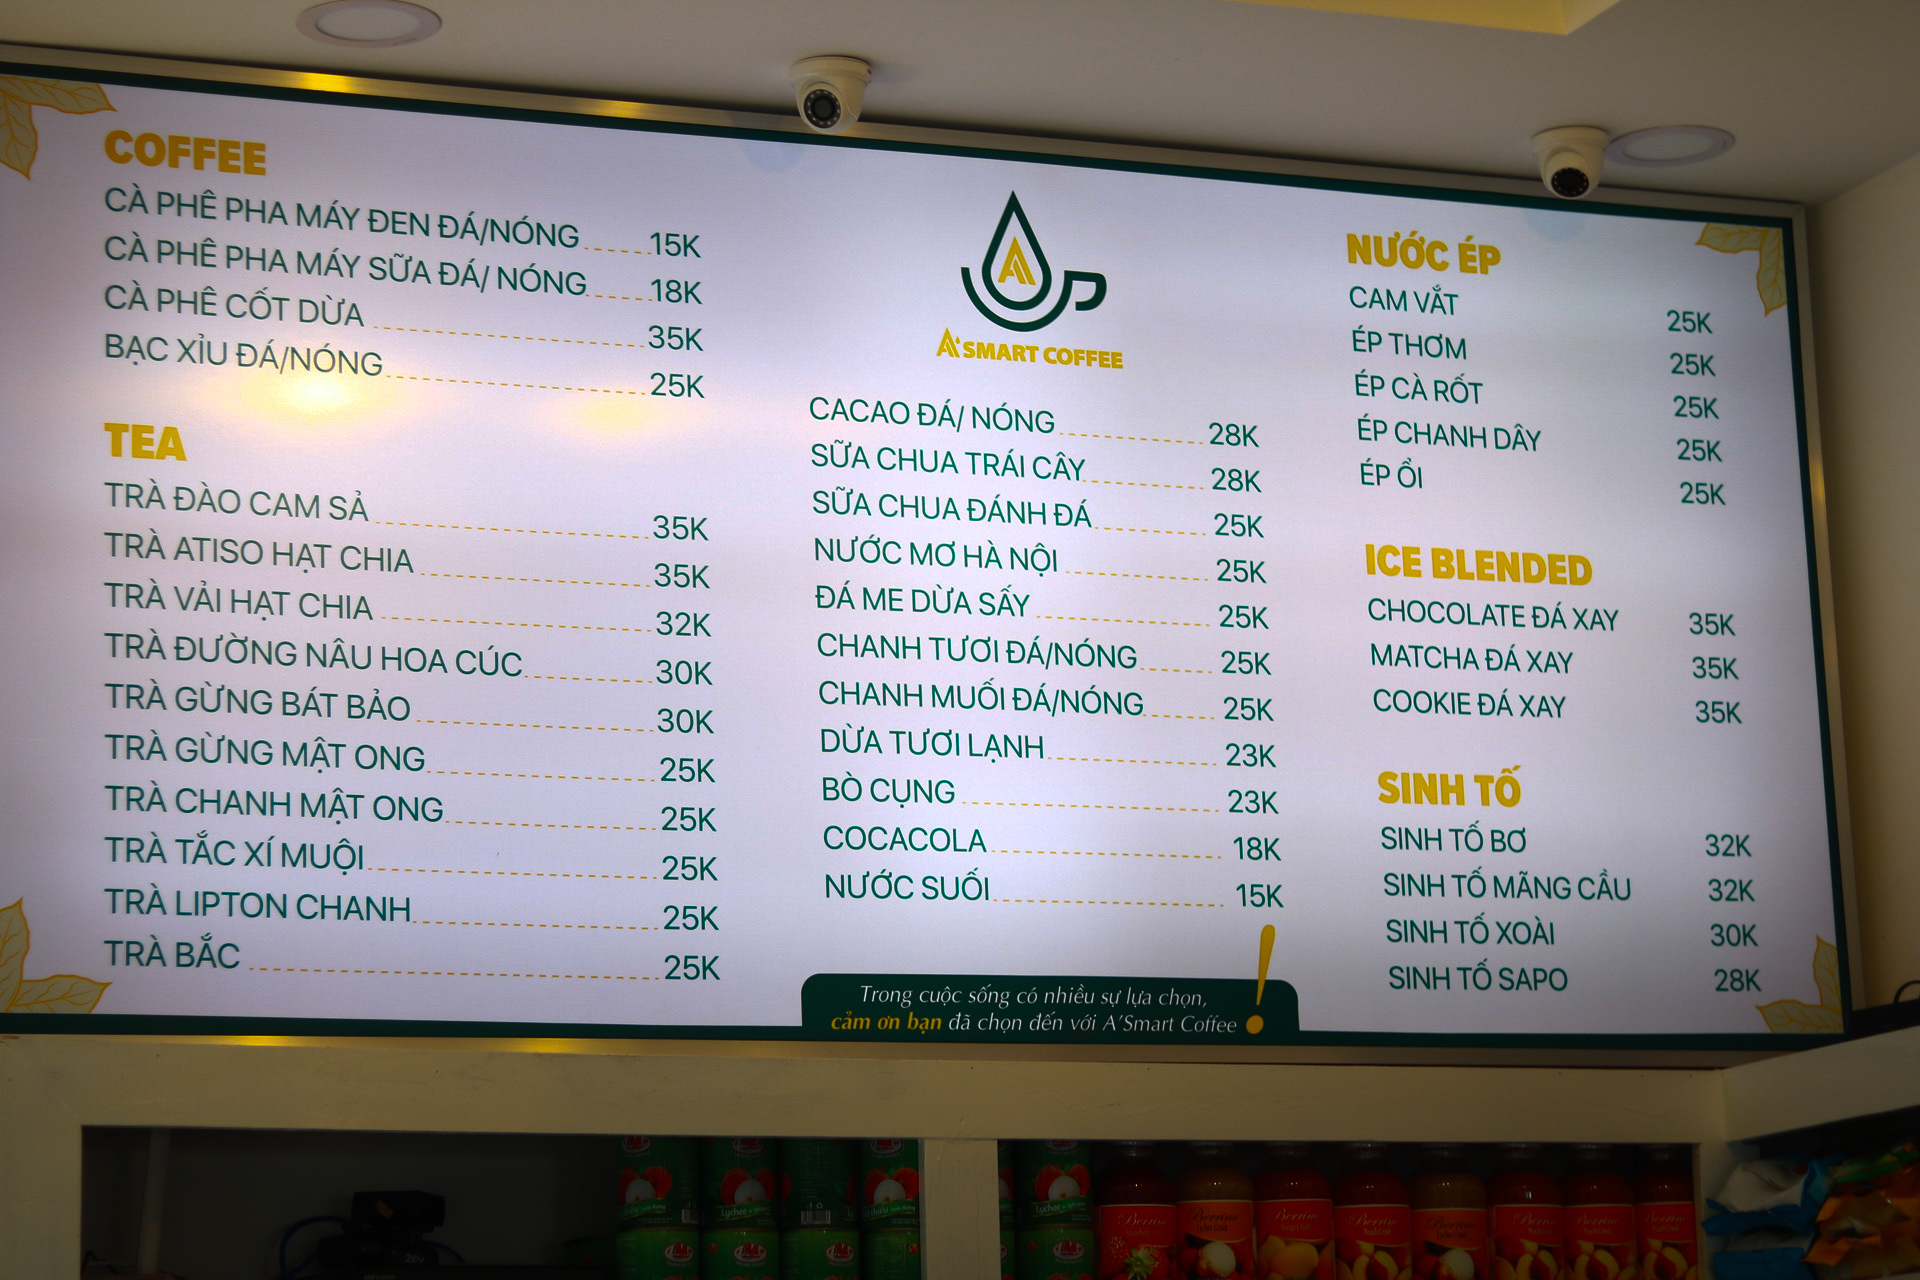 COFFEE
CÀ PHÊ PHA MÁY ĐEN ĐÁ/NÓNG 15K
CÀ PHÊ PHA MÁY SỮA ĐÁ/ NÓNG 18K
CÀ PHÊ CỐT DỪA 35K
BẠC XỈU ĐÁ/NÓNG 25K
TEA
TRÀ ĐÀO CAM SẢ 35K
TRÀ ATISO HẠT CHIA 35K
TRÀ VẢI HẠT CHIA 32K
TRÀ ĐƯỜNG NÂU HOA CÚC 30K
TRÀ GỪNG BÁT BẢO 30K
TRÀ GỪNG MẬT ONG 25K
TRÀ CHANH MẬT ONG 25K
TRÀ TẮC XÍ MUỘI 25K
TRÀ LIPTON CHANH 25K
TRÀ BẮC 25K
A'SMART COFFEE
CACAO ĐÁ/ NÓNG 28K
SỮA CHUA TRÁI CÂY 28K
SỮA CHUA ĐÁNH ĐÁ 25K
NƯỚC MƠ HÀ NỘI 25K
ĐÁ ME DỪA SẤY 25K
CHANH TƯƠI ĐÁ/NÓNG 25K
CHANH MUỐI ĐÁ/NÓNG 25K
DỪA TƯƠI LẠNH 23K
BÒ CỤNG 23K
COCACOLA 18K
NƯỚC SUỐI 15K
Trong cuộc sống có nhiều sự lựa chọn,
cảm ơn bạn đã chọn đến với A'Smart Coffee !
NƯỚC ÉP
CAM VẮT 25K
ÉP THƠM 25K
ÉP CÀ RỐT 25K
ÉP CHANH DÂY 25K
ÉP ỔI 25K
ICE BLENDED
CHOCOLATE ĐÁ XAY 35K
MATCHA ĐÁ XAY 35K
COOKIE ĐÁ XAY 35K
SINH TỐ
SINH TỐ BƠ 32K
SINH TỐ MÃNG CẦU 32K
SINH TỐ XOÀI 30K
SINH TỐ SAPO 28K
Lychee
Lychee
Berrino
Berrino
Berrino
Berrino
Berrino
Berrino
Berrino